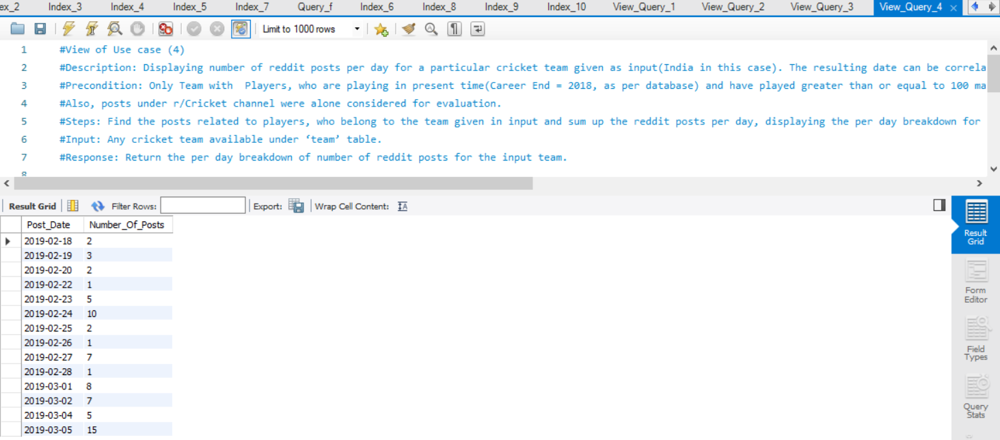 ex_2 Index_3 Index_4 Index_5 Index_7 Query_f Index_6 Index_8 Index_9 Index_10 View_Query_1 View_Query_2 View_Query_3 View_Query_4
Limit to 1000 rows
1 #View of Use case (4)
2 #Description: Displaying number of reddit posts per day for a particular cricket team given as input(India in this case). The resulting date can be correla
3 #Precondition: Only Team with  Players, who are playing in present time(Career End = 2018, as per database) and have played greater than or equal to 100 ma
4 #Also, posts under r/Cricket channel were alone considered for evaluation.
5 #Steps: Find the posts related to players, who belong to the team given in input and sum up the reddit posts per day, displaying the per day breakdown for
6 #Input: Any cricket team available under ‘team’ table.
7 #Response: Return the per day breakdown of number of reddit posts for the input team.
8
Result Grid Filter Rows: Export: Wrap Cell Content: IA
Post_Date Number_Of_Posts
2019-02-18 2
2019-02-19 3
2019-02-20 2
2019-02-22 1
2019-02-23 5
2019-02-24 10
2019-02-25 2
2019-02-26 1
2019-02-27 7
2019-02-28 1
2019-03-01 8
2019-03-02 7
2019-03-04 5
2019-03-05 15
Result
Grid
Form
Editor
Field
Types
Query
Stats